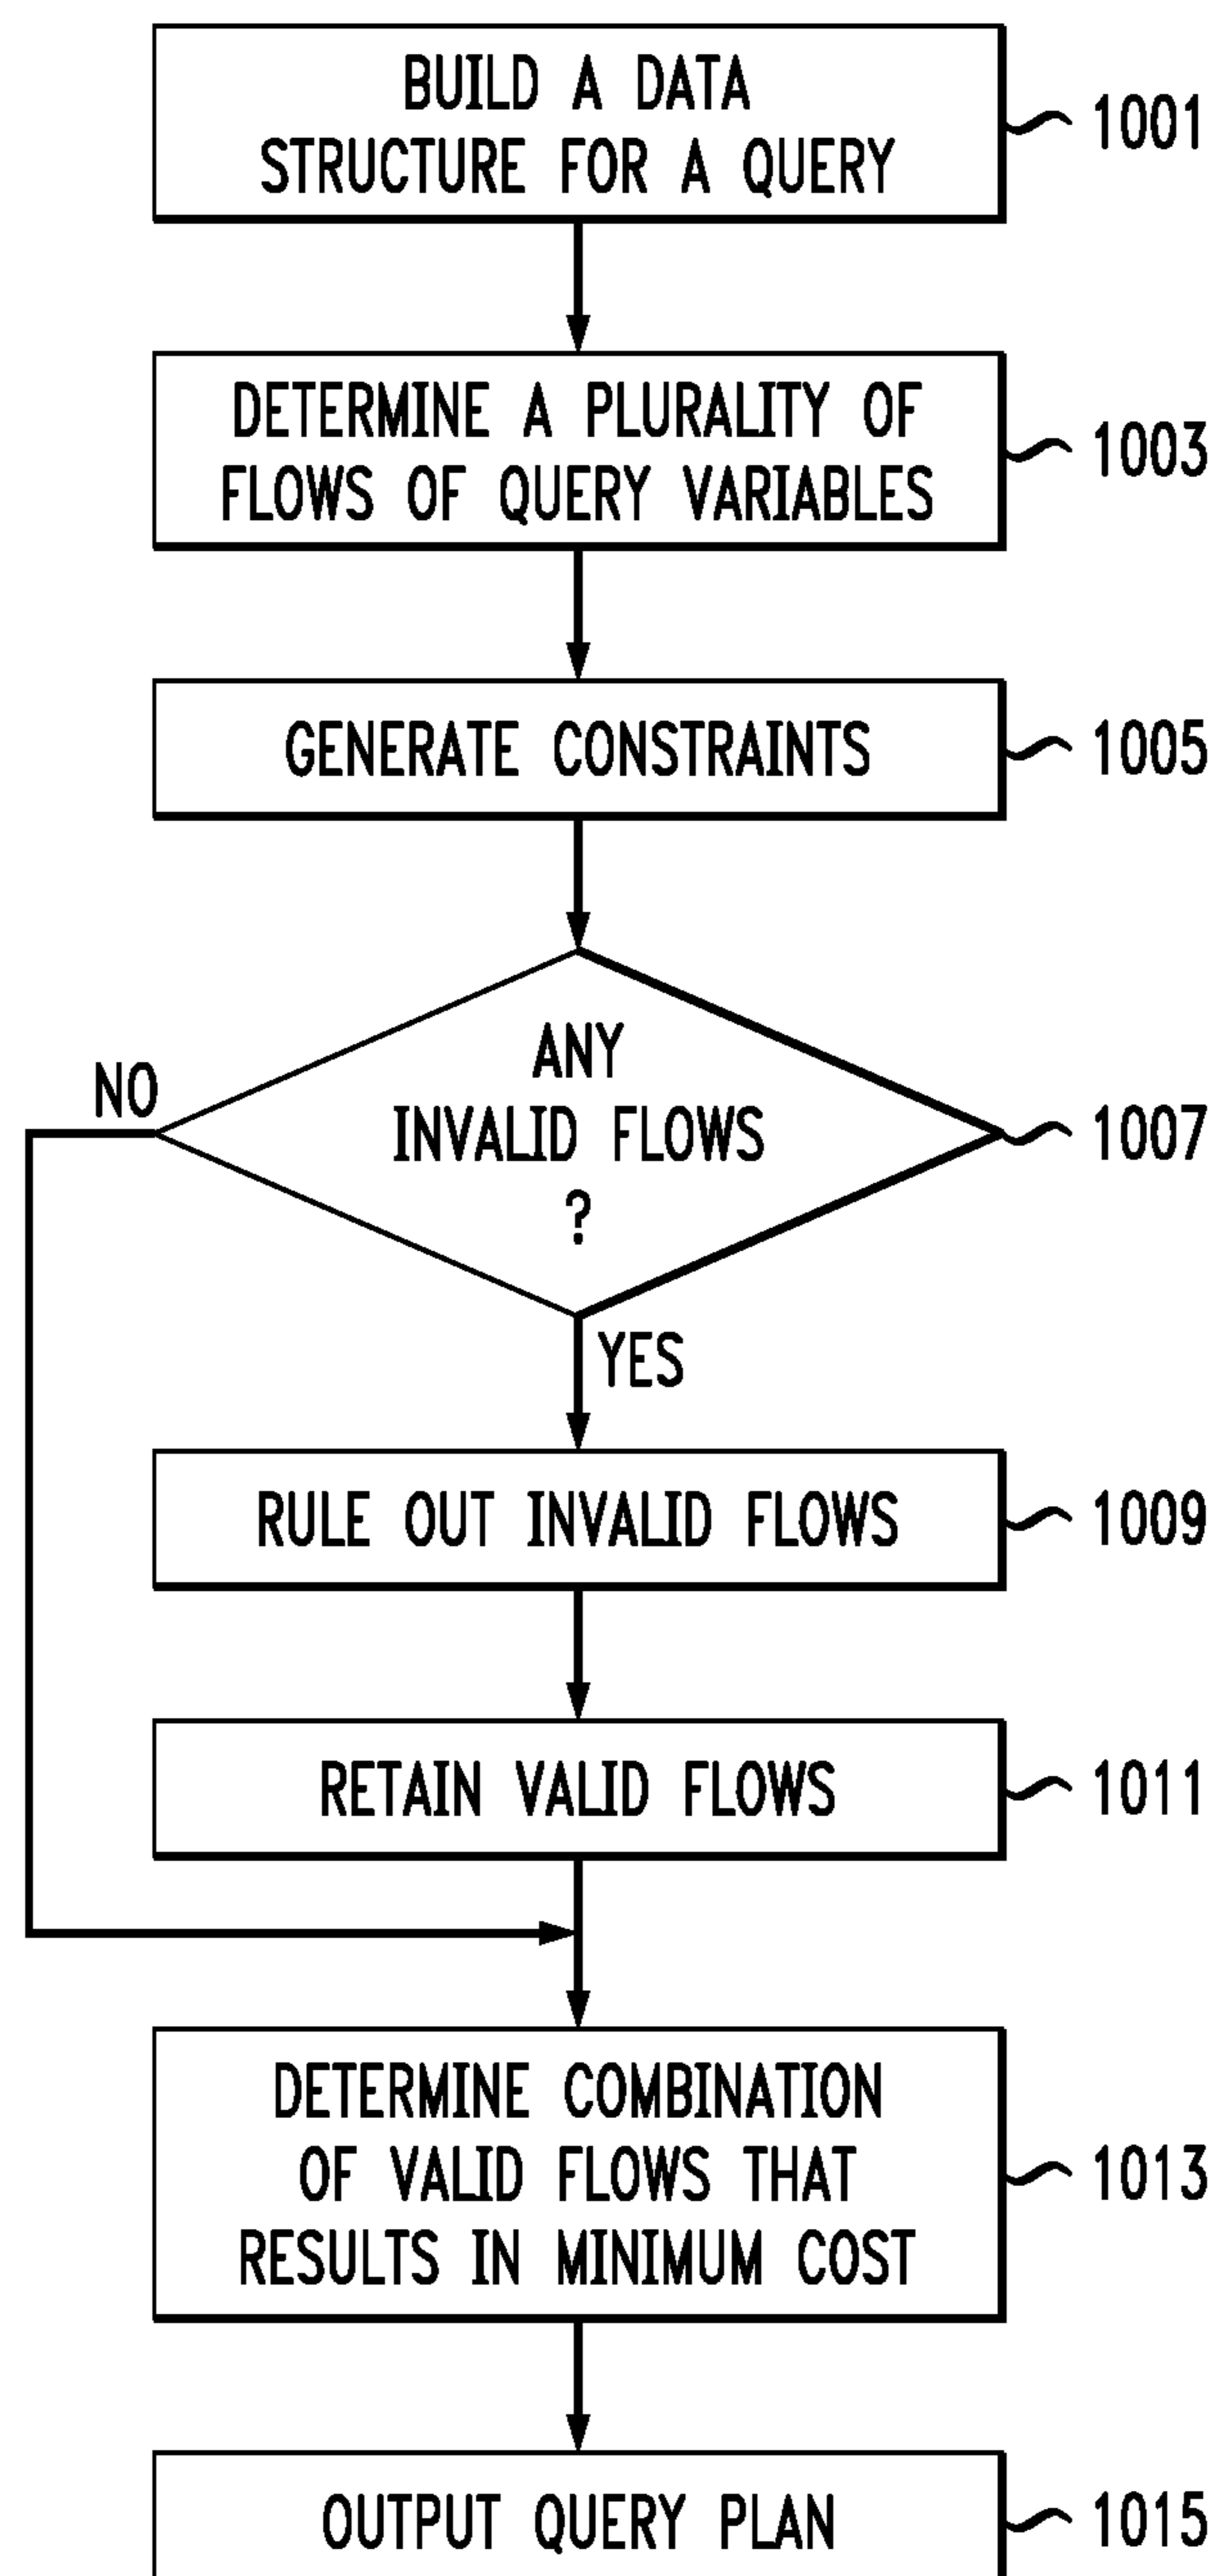 BUILD A DATA
STRUCTURE FOR A QUERY
1001
DETERMINE A PLURALITY OF
FLOWS OF QUERY VARIABLES
1003
GENERATE CONSTRAINTS
1005
ANY
INVALID FLOWS
?
1007
NO
YES
RULE OUT INVALID FLOWS
1009
RETAIN VALID FLOWS
1011
DETERMINE COMBINATION
OF VALID FLOWS THAT
RESULTS IN MINIMUM COST
1013
OUTPUT QUERY PLAN
1015